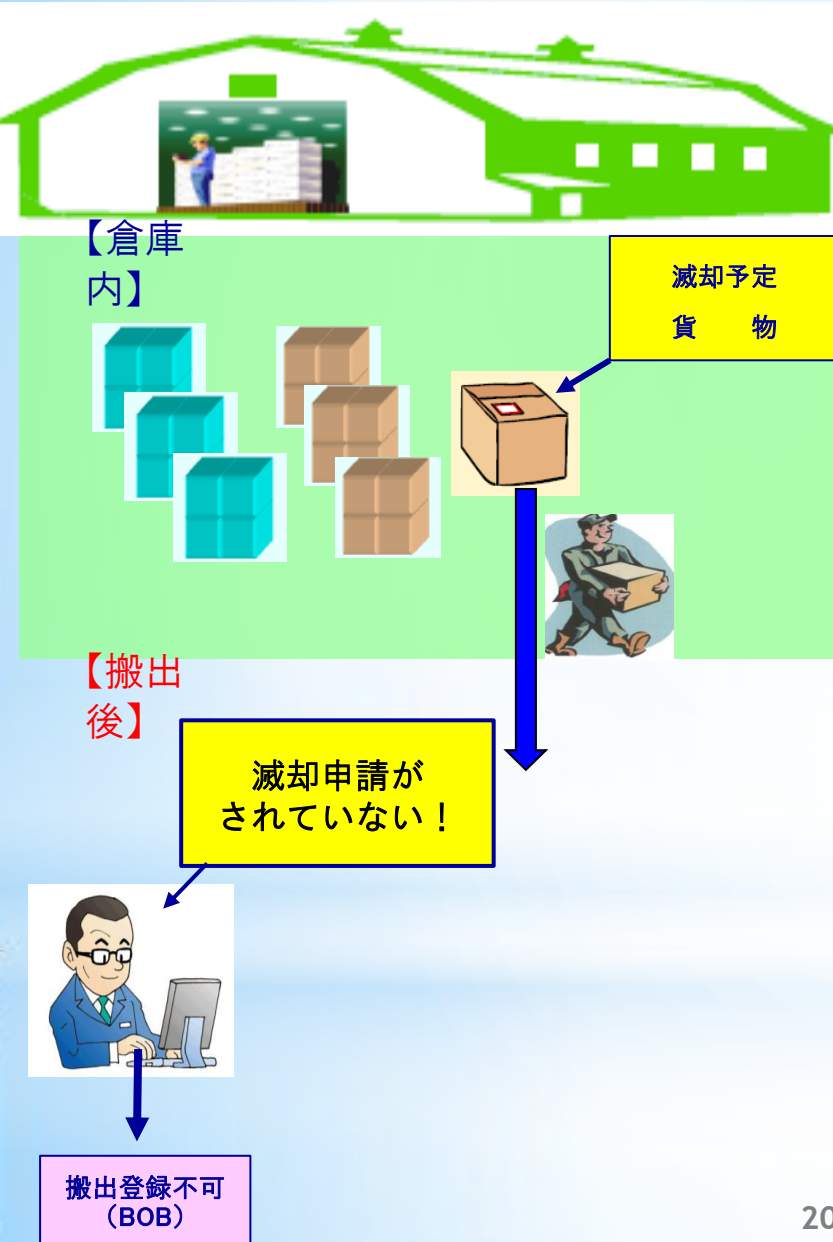 【倉庫
内】
滅却予定
貨　　物
【搬出
後】
滅却申請が
されていない！
搬出登録不可
（BOB）
20